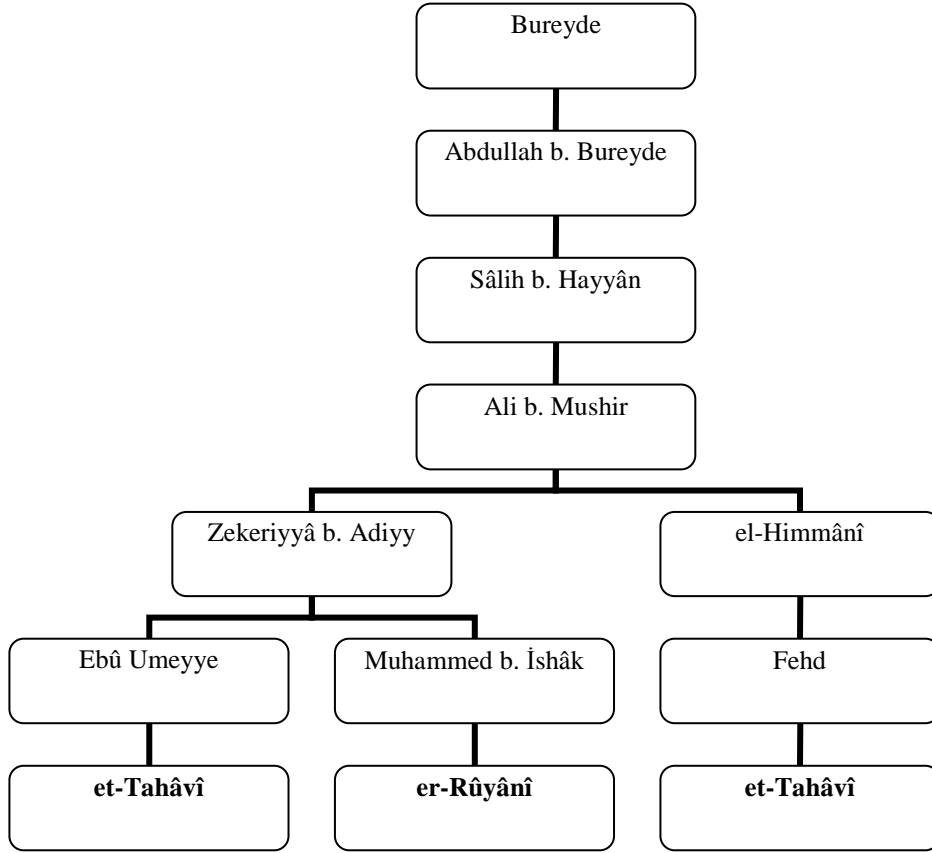 Bureyde
Abdullah b. Bureyde
Sâlih b. Hayyân
Ali b. Mushir
Zekeriyyâ b. Adiyy
el-Himmânî
Ebû Umeyye
Muhammed b. İshâk
Fehd
et-Tahâvî
er-Rûyânî
et-Tahâvî